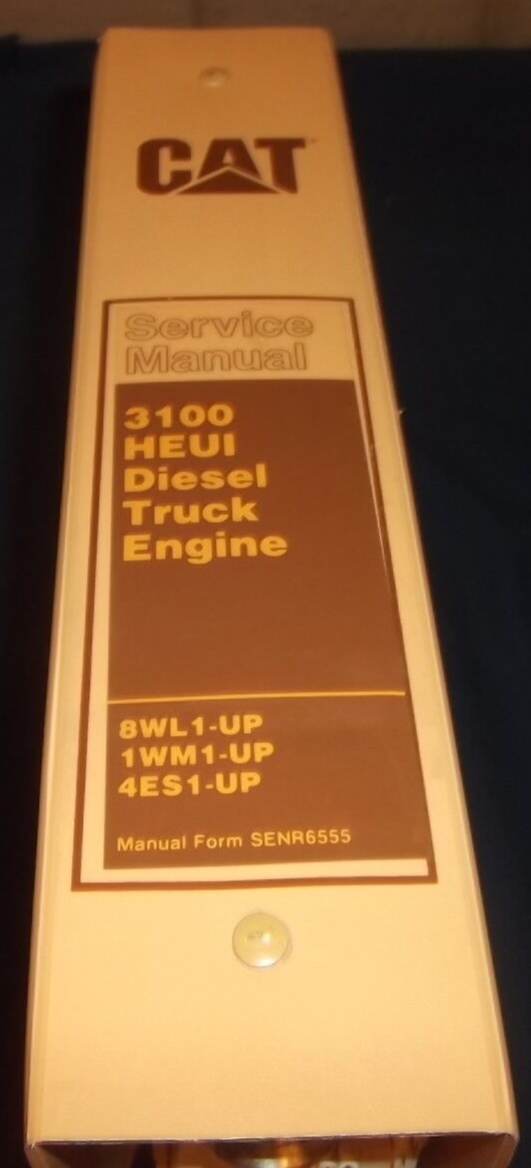 CAT
Service
Manual
3100
HEUI
Diesel
Truck
Engine
8WL1-UP
1WM1-UP
4ES1-UP
Manual Form SENR6555